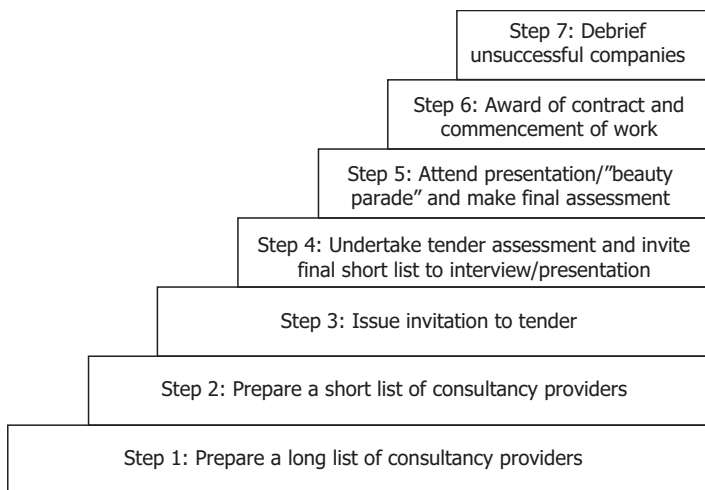 Step 7: Debrief
unsuccessful companies
Step 6: Award of contract and
commencement of work
Step 5: Attend presentation/”beauty
parade” and make final assessment
Step 4: Undertake tender assessment and invite
final short list to interview/presentation
Step 3: Issue invitation to tender
Step 2: Prepare a short list of consultancy providers
Step 1: Prepare a long list of consultancy providers